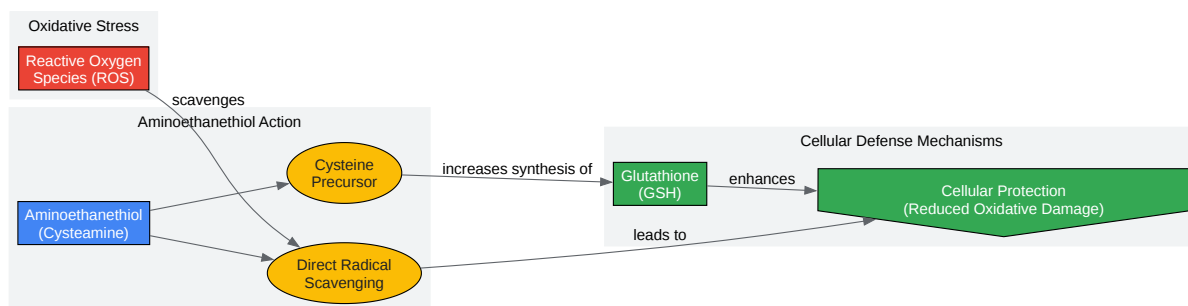 Oxidative Stress
Reactive Oxygen
Species (ROS)
scavenges
Aminoethanethiol Action
Cysteine
Precursor
increases synthesis of
Cellular Defense Mechanisms
Glutathione
(GSH)
enhances
Cellular Protection
(Reduced Oxidative Damage)
Aminoethanethiol
(Cysteamine)
leads to
Direct Radical
Scavenging